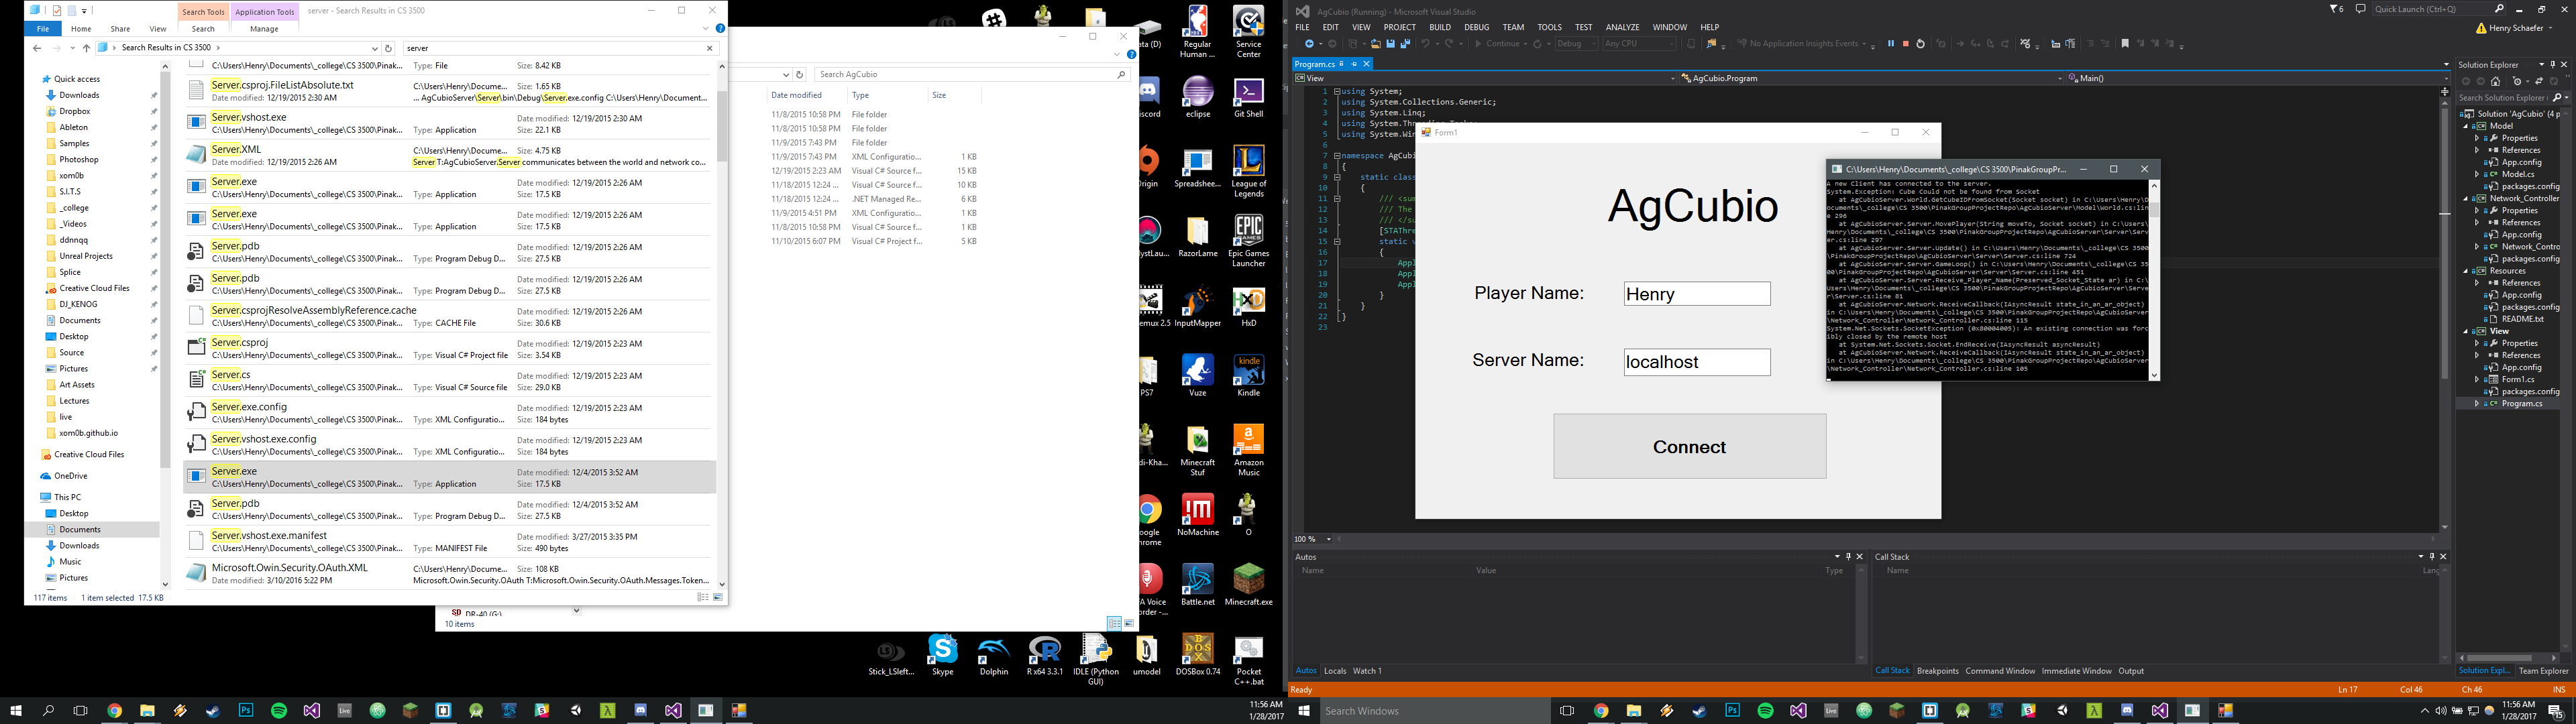 Search Tools
Application Tools
server - Search Results in CS 3500
File
Home
Share
View
Search
Manage
Search Results in CS 3500
server
Quick access
Downloads
Dropbox
Ableton
Samples
Photoshop
xom0b
S.I.T.S
_college
_Videos
ddnnqq
Unreal Projects
Splice
Creative Cloud Files
DJ_KENOG
Documents
Desktop
Source
Pictures
Art Assets
Lectures
live
xom0b.github.io
Creative Cloud Files
OneDrive
This PC
Desktop
Documents
Downloads
Music
Pictures
C:\Users\Henry\Documents\_college\CS 3500\Pinak... Type: File Size: 8.42 KB
Server.csproj.FileListAbsolute.txt C:\Users\Henry\Docume... Size: 1.65 KB
Date modified: 12/19/2015 2:30 AM ... AgCubioServer\Server\bin\Debug\Server.exe.config C:\Users\Henry\Document...
Server.vshost.exe Date modified: 12/19/2015 2:30 AM
C:\Users\Henry\Documents\_college\CS 3500\Pinak... Type: Application Size: 22.1 KB
Server.XML C:\Users\Henry\Docume... Size: 4.75 KB
Date modified: 12/19/2015 2:26 AM Server T:AgCubioServer.Server communicates between the world and network co...
Server.exe Date modified: 12/19/2015 2:26 AM
C:\Users\Henry\Documents\_college\CS 3500\Pinak... Type: Application Size: 17.5 KB
Server.exe Date modified: 12/19/2015 2:26 AM
C:\Users\Henry\Documents\_college\CS 3500\Pinak... Type: Application Size: 17.5 KB
Server.pdb Date modified: 12/19/2015 2:26 AM
C:\Users\Henry\Documents\_college\CS 3500\Pinak... Type: Program Debug D... Size: 27.5 KB
Server.pdb Date modified: 12/19/2015 2:26 AM
C:\Users\Henry\Documents\_college\CS 3500\Pinak... Type: Program Debug D... Size: 27.5 KB
Server.csprojResolveAssemblyReference.cache Date modified: 12/19/2015 2:26 AM
C:\Users\Henry\Documents\_college\CS 3500\Pinak... Type: CACHE File Size: 30.6 KB
Server.csproj Date modified: 12/19/2015 2:23 AM
C:\Users\Henry\Documents\_college\CS 3500\Pinak... Type: Visual C# Project file Size: 3.54 KB
Server.cs Date modified: 12/19/2015 2:23 AM
C:\Users\Henry\Documents\_college\CS 3500\Pinak... Type: Visual C# Source file Size: 29.0 KB
Server.exe.config Date modified: 12/19/2015 2:23 AM
C:\Users\Henry\Documents\_college\CS 3500\Pinak... Type: XML Configuratio... Size: 184 bytes
Server.vshost.exe.config Date modified: 12/19/2015 2:23 AM
C:\Users\Henry\Documents\_college\CS 3500\Pinak... Type: XML Configuratio... Size: 184 bytes
Server.exe Date modified: 12/4/2015 3:52 AM
C:\Users\Henry\Documents\_college\CS 3500\Pinak... Type: Application Size: 17.5 KB
Server.pdb Date modified: 12/4/2015 3:52 AM
C:\Users\Henry\Documents\_college\CS 3500\Pinak... Type: Program Debug D... Size: 27.5 KB
Server.vshost.exe.manifest Date modified: 3/27/2015 3:35 PM
C:\Users\Henry\Documents\_college\CS 3500\Pinak... Type: MANIFEST File Size: 490 bytes
Microsoft.Owin.Security.OAuth.XML C:\Users\Henry\Docume... Size: 108 KB
Date modified: 3/10/2016 5:22 PM Microsoft.Owin.Security.OAuth T:Microsoft.Owin.Security.OAuth.Messages.Token...
117 items 1 item selected 17.5 KB
DR-40 (G:)
10 items
Search AgCubio
Date modified Type Size
11/8/2015 10:58 PM File folder
11/8/2015 10:58 PM File folder
11/9/2015 7:43 PM File folder
11/9/2015 7:43 PM XML Configuratio... 1 KB
12/19/2015 2:23 AM Visual C# Source f... 15 KB
11/18/2015 12:24 ... Visual C# Source f... 10 KB
11/18/2015 12:24 ... .NET Managed Re... 6 KB
11/9/2015 4:51 PM XML Configuratio... 1 KB
11/8/2015 10:58 PM Visual C# Source f... 1 KB
11/10/2015 6:07 PM Visual C# Project f... 5 KB
ata (D)
Regular Human ...
Service Center
iscord
eclipse
Git Shell
Origin
Spreadshee...
League of Legends
ystLau...
RazorLame
Epic Games Launcher
emux 2.5
InputMapper
HxD
PS7
Vuze
Kindle
di-Kha...
Minecraft Stuf
Amazon Music
oogle hrome
NoMachine
O
A Voice order -...
Battle.net
Minecraft.exe
Stick_LSleft...
Skype
Dolphin
R x64 3.3.1
IDLE (Python GUI)
umodel
DOSBox 0.74
Pocket C++.bat
AgCubio (Running) - Microsoft Visual Studio
6
Quick Launch (Ctrl+Q)
FILE EDIT VIEW PROJECT BUILD DEBUG TEAM TOOLS TEST ANALYZE WINDOW HELP
Henry Schaefer
Continue
Debug
Any CPU
No Application Insights Events
Program.cs
View
AgCubio.Program
Main()
1 using System;
2 using System.Collections.Generic;
3 using System.Linq;
4 using System.Threading.Tasks;
5 using System.Win
6
7 namespace AgCubi
8 {
9 static class
10 {
11 /// <sum
12 /// The
13 /// </su
14 [STAThre
15 static v
16 {
17 Appl
18 Appl
19 Appl
20 }
21 }
22 }
23
Form1
AgCubio
Player Name:
Henry
Server Name:
localhost
Connect
C:\Users\Henry\Documents\_college\CS 3500\PinakGroupPr...
A new Client has connected to the server.
System.Exception: Cube Could not be found from Socket
at AgCubioServer.World.GetCubeIDFromSocket(Socket socket) in C:\Users\Henry\D
ocuments\_college\CS 3500\PinakGroupProjectRepo\AgCubioServer\Model\World.cs:lin
e 296
at AgCubioServer.Server.MovePlayer(String moveTo, Socket socket) in C:\Users\
Henry\Documents\_college\CS 3500\PinakGroupProjectRepo\AgCubioServer\Server\Serv
er.cs:line 297
at AgCubioServer.Server.Update() in C:\Users\Henry\Documents\_college\CS 3500
\PinakGroupProjectRepo\AgCubioServer\Server\Server.cs:line 724
at AgCubioServer.Server.GameLoop() in C:\Users\Henry\Documents\_college\CS 35
00\PinakGroupProjectRepo\AgCubioServer\Server\Server.cs:line 451
at AgCubioServer.Server.Receive_Player_Name(Preserved_Socket_State ar) in C:\
Users\Henry\Documents\_college\CS 3500\PinakGroupProjectRepo\AgCubioServer\Serve
r\Server.cs:line 81
at AgCubioServer.Network.ReceiveCallback(IAsyncResult state_in_an_ar_object)
in C:\Users\Henry\Documents\_college\CS 3500\PinakGroupProjectRepo\AgCubioServer
\Network_Controller\Network_Controller.cs:line 115
System.Net.Sockets.SocketException (0x80004005): An existing connection was forc
ibly closed by the remote host
at System.Net.Sockets.Socket.EndReceive(IAsyncResult asyncResult)
at AgCubioServer.Network.ReceiveCallback(IAsyncResult state_in_an_ar_object)
in C:\Users\Henry\Documents\_college\CS 3500\PinakGroupProjectRepo\AgCubioServer
\Network_Controller\Network_Controller.cs:line 105
Solution Explorer
Search Solution Explorer
Solution 'AgCubio' (4 p
Model
Properties
References
App.config
Model.cs
packages.config
Network_Controller
Properties
References
App.config
Network_Contro
packages.config
Resources
References
App.config
packages.config
README.txt
View
Properties
References
App.config
Form1.cs
packages.config
Program.cs
100 %
Autos
Name Value Type
Call Stack
Name Lang
Autos Locals Watch 1
Call Stack Breakpoints Command Window Immediate Window Output
Solution Expl... Team Explorer
Ready
Ln 17 Col 46 Ch 46 INS
11:56 AM
1/28/2017
Search Windows
11:56 AM
1/28/2017